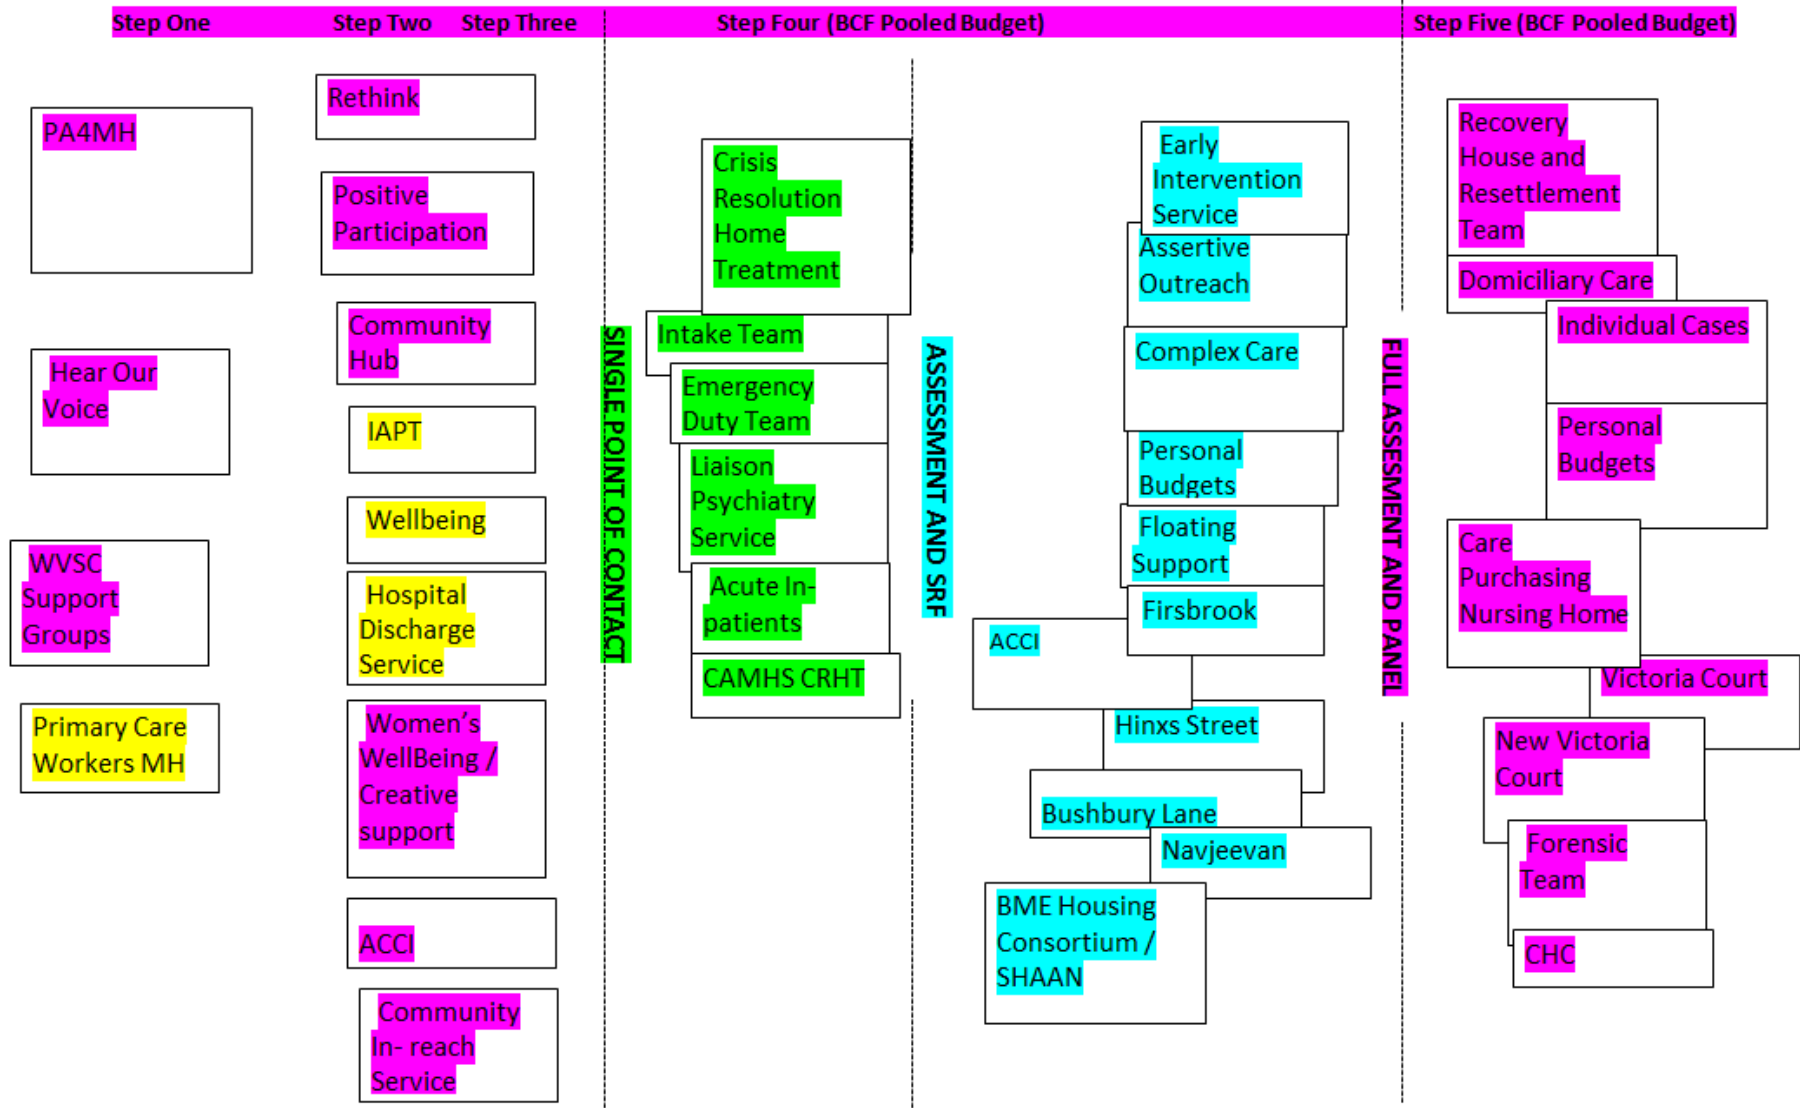 Step One
Step Two
Step Three
Step Four (BCF Pooled Budget)
Step Five (BCF Pooled Budget)
PA4MH
Hear Our
Voice
WVSC
Support
Groups
Primary Care
Workers MH
Rethink
Positive
Participation
Community
Hub
IAPT
Wellbeing
Hospital
Discharge
Service
Women’s
WellBeing /
Creative
support
ACCI
Community
In- reach
Service
SINGLE POINT OF CONTACT
Crisis
Resolution
Home
Treatment
Intake Team
Emergency
Duty Team
Liaison
Psychiatry
Service
Acute In-
patients
CAMHS CRHT
ASSESSMENT AND SRF
Early
Intervention
Service
Assertive
Outreach
Complex Care
Personal
Budgets
Floating
Support
Firsbrook
ACCI
Hinxs Street
Bushbury Lane
Navjeevan
BME Housing
Consortium /
SHAAN
FULL ASSESMENT AND PANEL
Recovery
House and
Resettlement
Team
Domiciliary Care
Individual Cases
Personal
Budgets
Care
Purchasing
Nursing Home
Victoria Court
New Victoria
Court
Forensic
Team
CHC